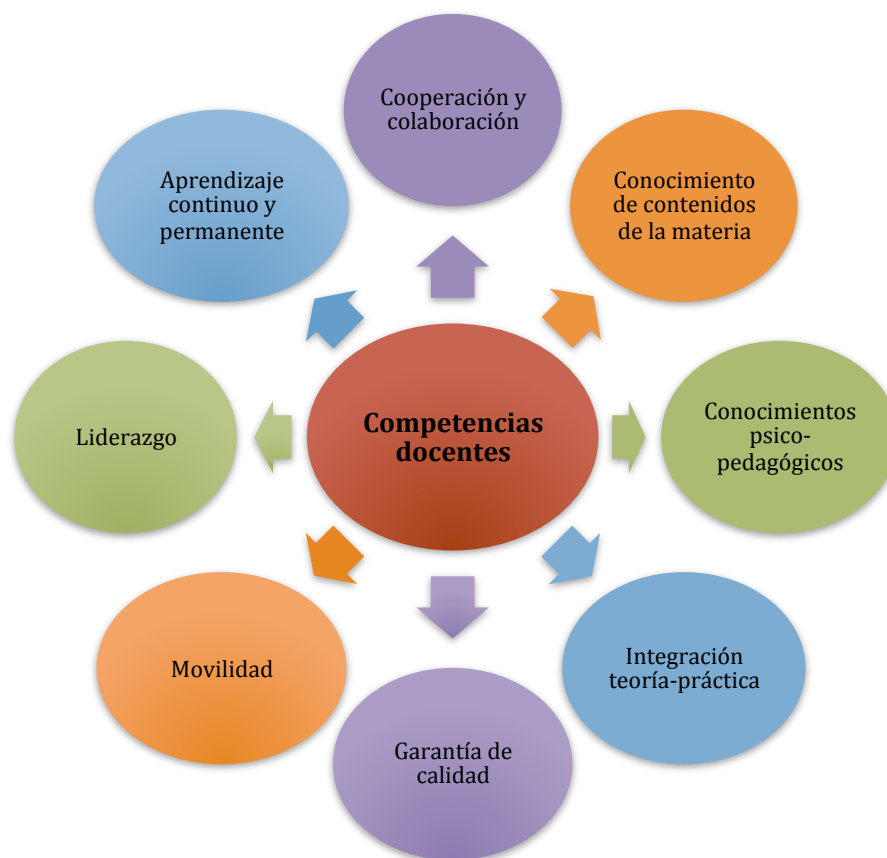 Cooperación y
colaboración
Conocimiento
de contenidos
de la materia
Conocimientos
psico-
pedagógicos
Integración
teoría-práctica
Garantía de
calidad
Movilidad
Liderazgo
Aprendizaje
continuo y
permanente
Competencias
docentes